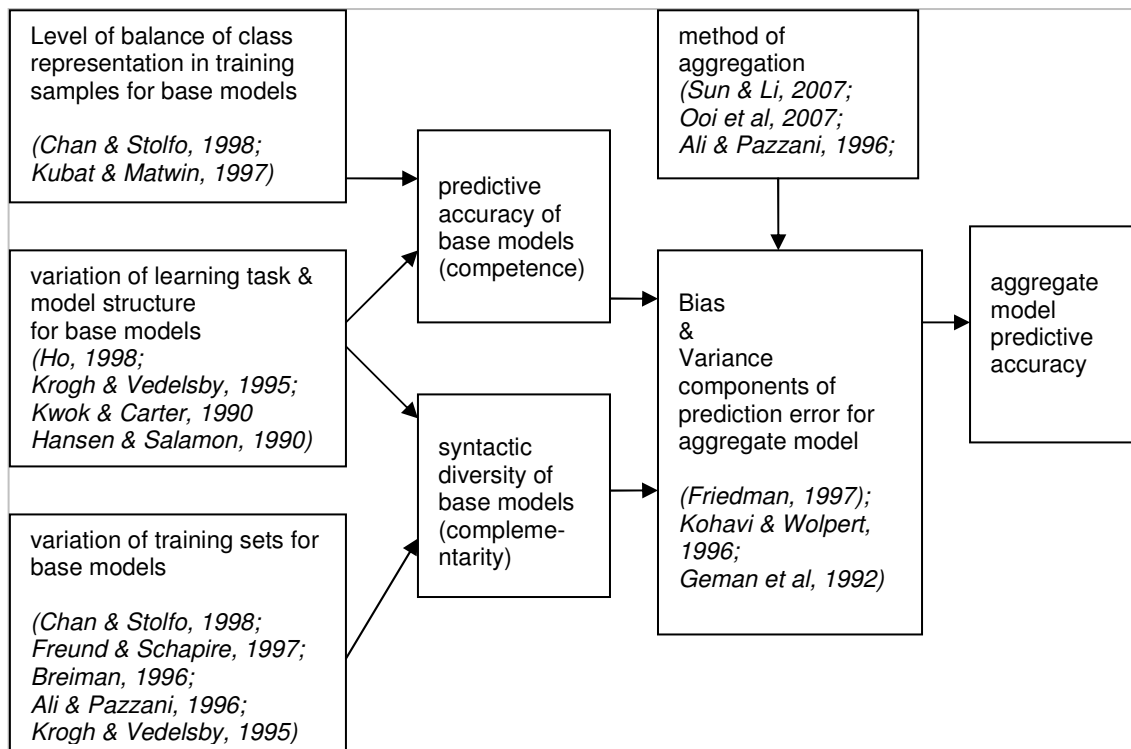 Level of balance of class
representation in training
samples for base models
(Chan & Stolfo, 1998;
Kubat & Matwin, 1997)
variation of learning task &
model structure
for base models
(Ho, 1998;
Krogh & Vedelsby, 1995;
Kwok & Carter, 1990
Hansen & Salamon, 1990)
variation of training sets for
base models
(Chan & Stolfo, 1998;
Freund & Schapire, 1997;
Breiman, 1996;
Ali & Pazzani, 1996;
Krogh & Vedelsby, 1995)
predictive
accuracy of
base models
(competence)
syntactic
diversity of
base models
(compleme-
ntarity)
method of
aggregation
(Sun & Li, 2007;
Ooi et al, 2007;
Ali & Pazzani, 1996;
Bias
&
Variance
components of
prediction error for
aggregate model
(Friedman, 1997);
Kohavi & Wolpert,
1996;
Geman et al, 1992)
aggregate
model
predictive
accuracy